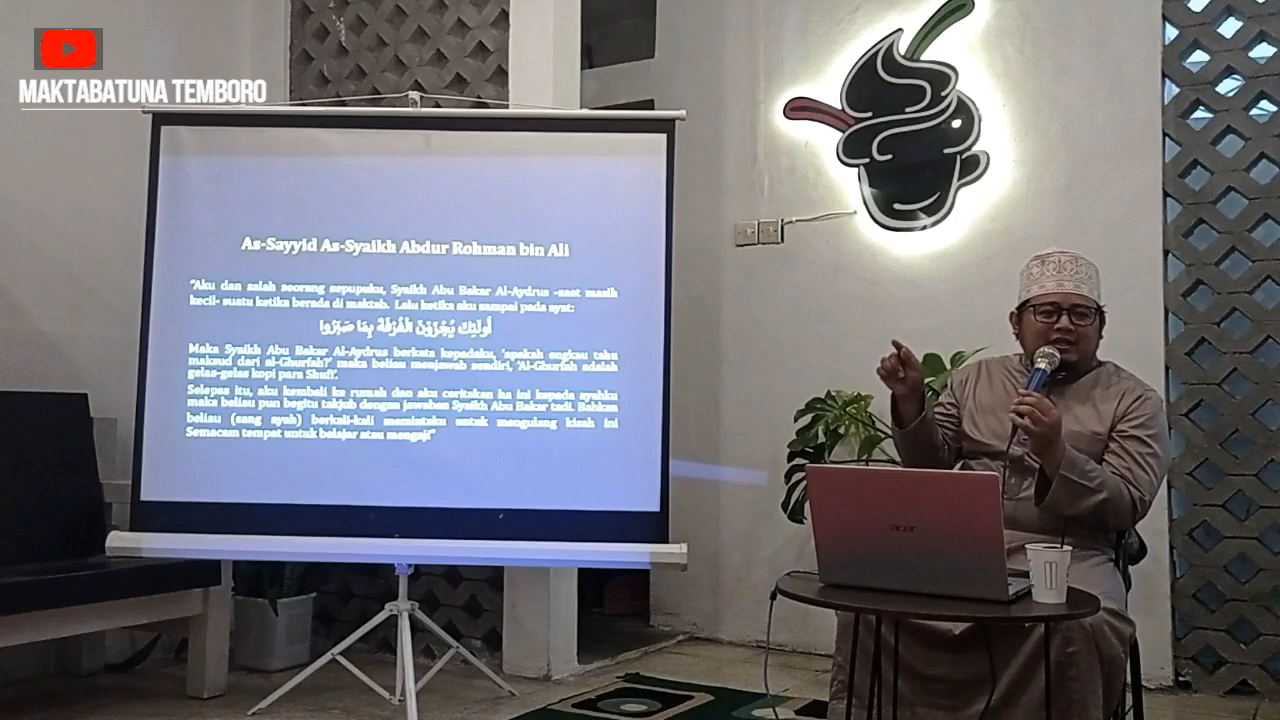 MAKTABATUNA TEMBORO
As-Sayyid As-Syaikh Abdur Rohman bin Ali
"Aku dan salah seorang sepupuku, Syaikh Abu Bakar Al-Aydrus -saat masih
kecil- suatu ketika berada di maktab. Lalu ketika aku sampai pada ayat:
أُولَٰئِكَ يُجْزَوْنَ الْغُرْفَةَ بِمَا صَبَرُوا
Maka Syaikh Abu Bakar Al-Aydrus berkata kepadaku, 'apakah engkau tahu
maksud dari al-Ghurfah?' maka beliau menjawab sendiri, 'Al-Ghurfah adalah
gelas-gelas kopi para Shufi'.
Selepas itu, aku kembali ke rumah dan aku ceritakan ha ini kepada ayahku
maka beliau pun begitu takjub dengan jawaban Syaikh Abu Bakar tadi. Bahkan
beliau (sang ayah) berkali-kali memintaku untuk mengulang kisah ini
Semacam tempat untuk belajar atau mengaji"
acer